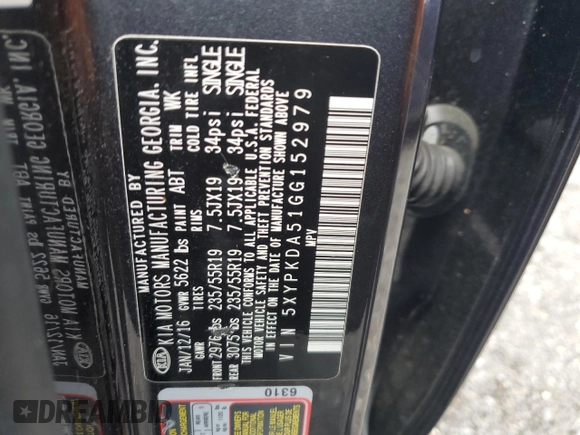 MANUFACTURED BY
KIA KIA MOTORS MANUFACTURING GEORGIA, INC.
JAN/12/16 GVWR 5622 lbs PAINT ABT TRIM WK
GAWR TIRES RIMS COLD TIRE INFL
FRONT 2976 lbs 235/55R19 7.5JX19 34psi SINGLE
REAR 3075 lbs 235/55R19 7.5JX19 34psi SINGLE
THIS VEHICLE CONFORMS TO ALL APPLICABLE U.S.A. FEDERAL
MOTOR VEHICLE SAFETY AND THEFT PREVENTION STANDARDS
IN EFFECT ON THE DATE OF MANUFACTURE SHOWN ABOVE
VIN 5XYPKDA51GG152979
MPV
6310
DREAMBID